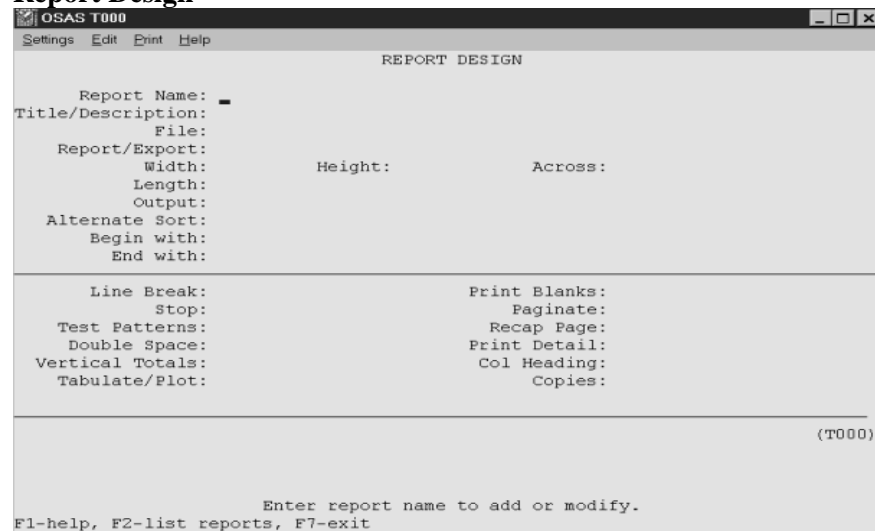 Report Design
OSAS T000
Settings Edit Print Help
REPORT DESIGN
Report Name:
Title/Description:
File:
Report/Export:
Width: Height: Across:
Length:
Output:
Alternate Sort:
Begin with:
End with:
Line Break: Print Blanks:
Stop: Paginate:
Test Patterns: Recap Page:
Double Space: Print Detail:
Vertical Totals: Col Heading:
Tabulate/Plot: Copies:
(T000)
Enter report name to add or modify.
F1-help, F2-list reports, F7-exit